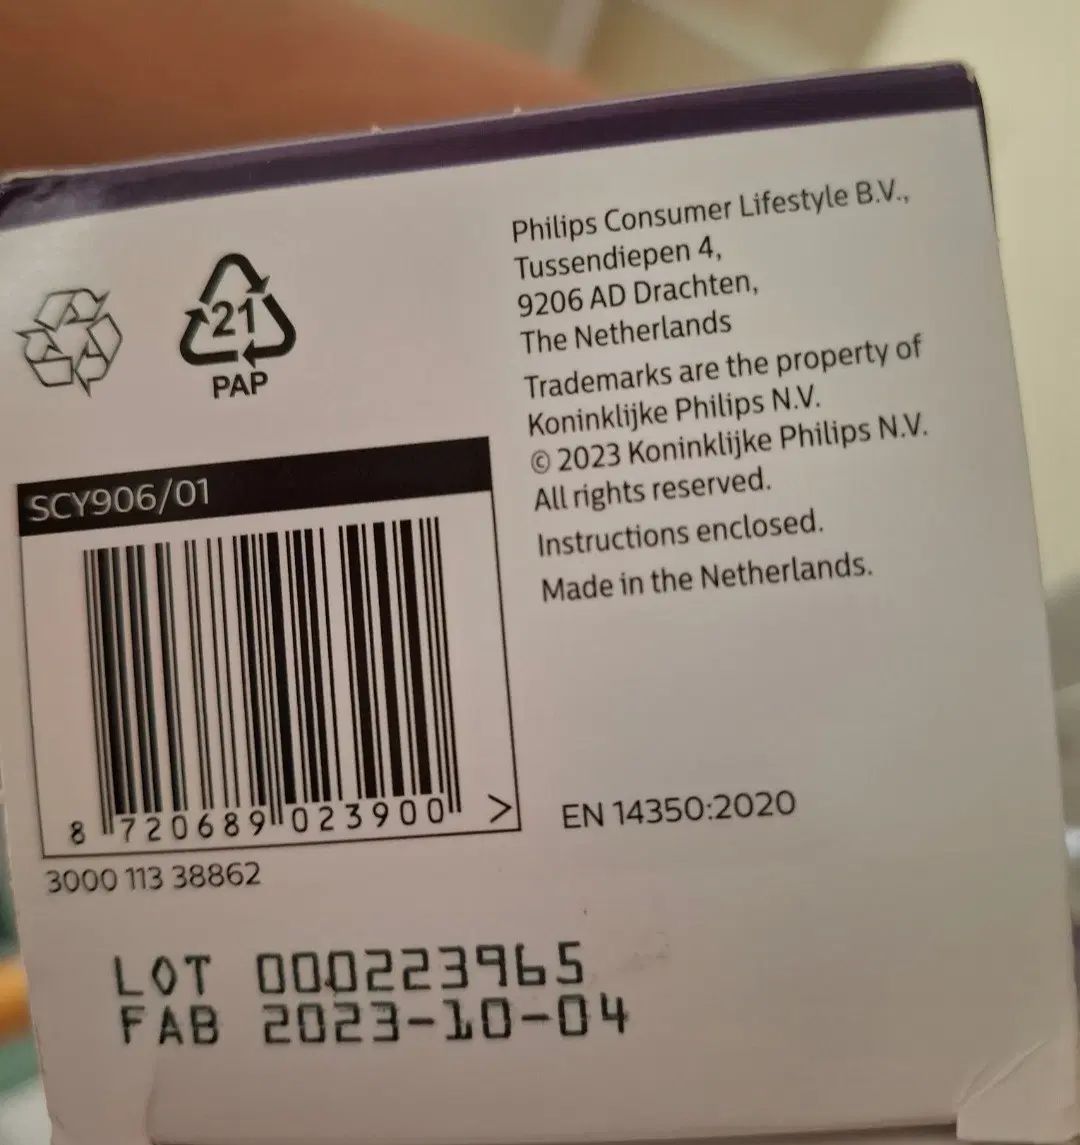 21
PAP
Philips Consumer Lifestyle B.V.,
Tussendiepen 4,
9206 AD Drachten,
The Netherlands
Trademarks are the property of
Koninklijke Philips N.V.
© 2023 Koninklijke Philips N.V.
All rights reserved.
Instructions enclosed.
Made in the Netherlands.
SCY906/01
8 720689 023900 >
3000 113 38862
EN 14350:2020
LOT 000223965
FAB 2023-10-04